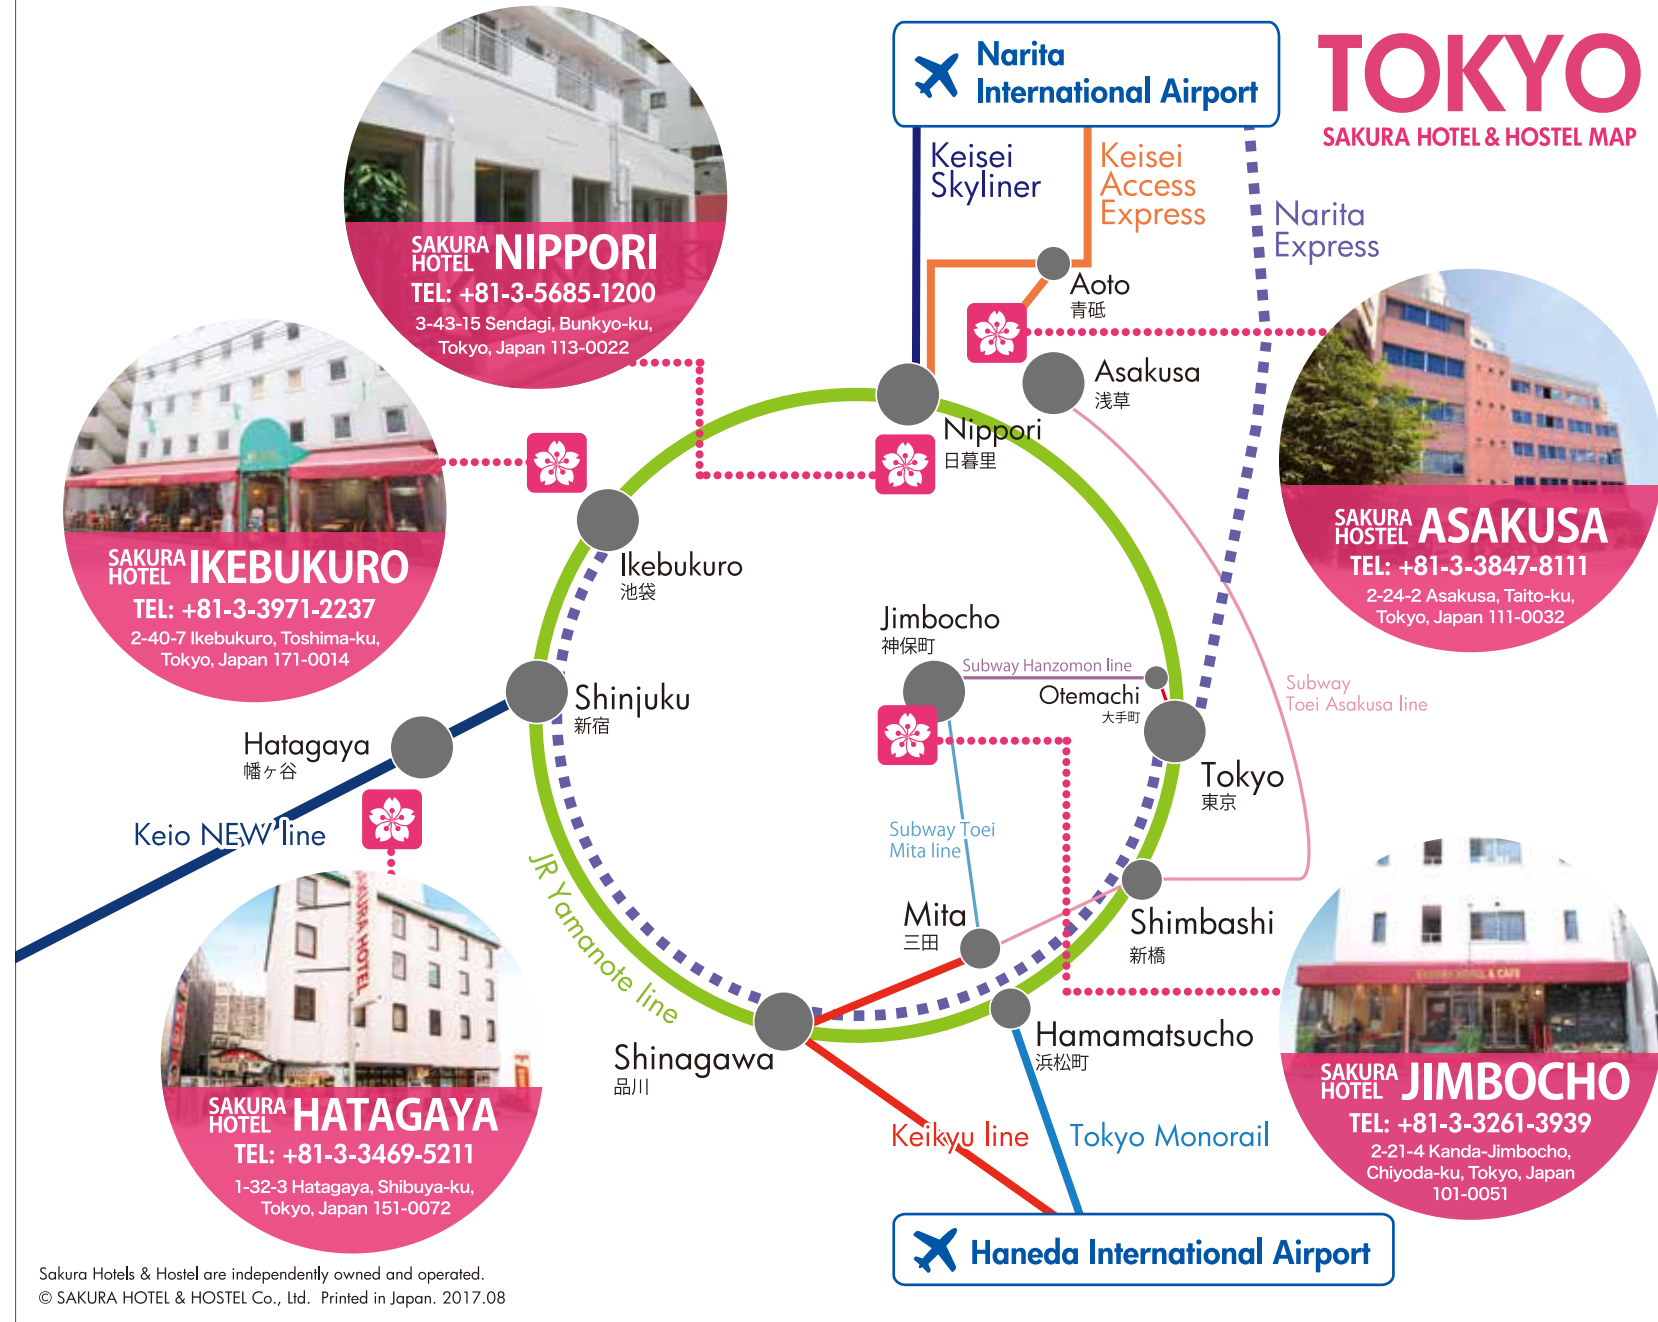 TOKYO
SAKURA HOTEL & HOSTEL MAP
Narita
International Airport
Keisei
Skyliner
Keisei
Access
Express
Narita
Express
SAKURA
HOTEL NIPPORI
TEL: +81-3-5685-1200
3-43-15 Sendagi, Bunkyo-ku,
Tokyo, Japan 113-0022
Aoto
青砥
Asakusa
浅草
Nippori
日暮里
SAKURA
HOTEL IKEBUKURO
TEL: +81-3-3971-2237
2-40-7 Ikebukuro, Toshima-ku,
Tokyo, Japan 171-0014
SAKURA
HOSTEL ASAKUSA
TEL: +81-3-3847-8111
2-24-2 Asakusa, Taito-ku,
Tokyo, Japan 111-0032
Ikebukuro
池袋
Jimbocho
神保町
Subway Hanzomon line
Otemachi
大手町
Subway
Toei Asakusa line
Shinjuku
新宿
Hatagaya
幡ヶ谷
Tokyo
東京
Keio NEW line
Subway Toei
Mita line
JR Yamanote line
Mita
三田
Shimbashi
新橋
SAKURA HOTEL
SAKURA HOTEL & CAFE
Shinagawa
品川
Hamamatsucho
浜松町
SAKURA
HOTEL HATAGAYA
TEL: +81-3-3469-5211
1-32-3 Hatagaya, Shibuya-ku,
Tokyo, Japan 151-0072
Keikyu line
Tokyo Monorail
SAKURA
HOTEL JIMBOCHO
TEL: +81-3-3261-3939
2-21-4 Kanda-Jimbocho,
Chiyoda-ku, Tokyo, Japan
101-0051
Haneda International Airport
Sakura Hotels & Hostel are independently owned and operated.
© SAKURA HOTEL & HOSTEL Co., Ltd. Printed in Japan. 2017.08